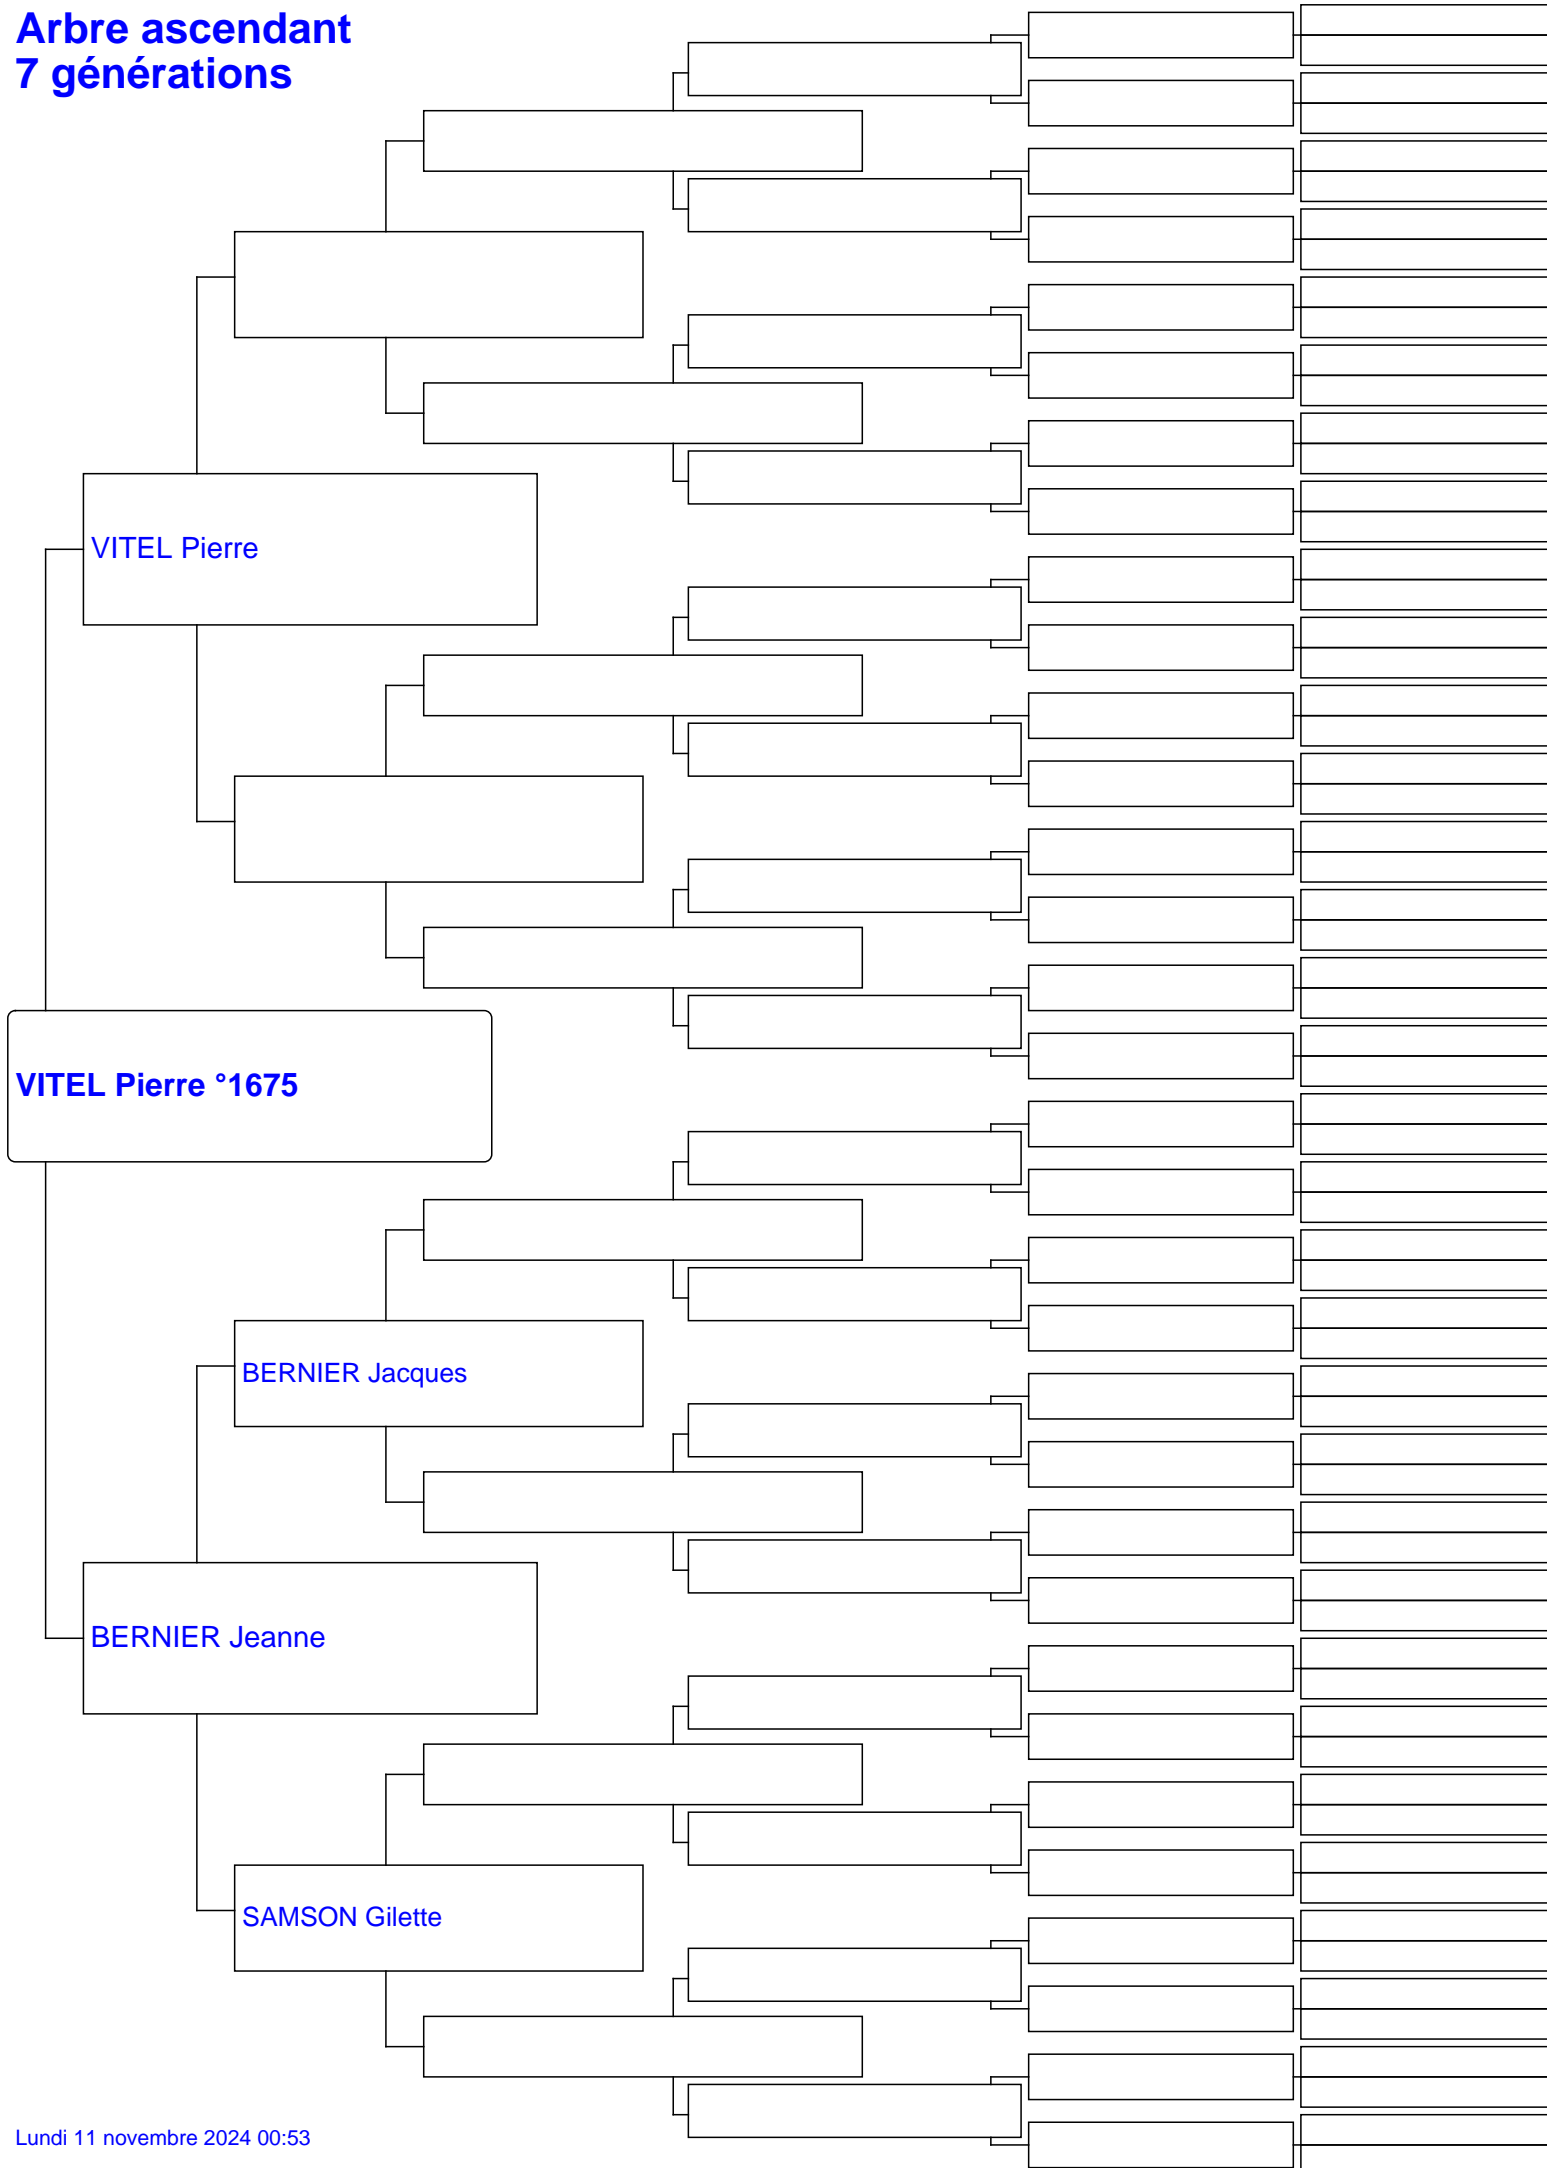 Arbre ascendant
7 générations
VITEL Pierre
VITEL Pierre °1675
BERNIER Jacques
BERNIER Jeanne
SAMSON Gilette
Lundi 11 novembre 2024 00:53